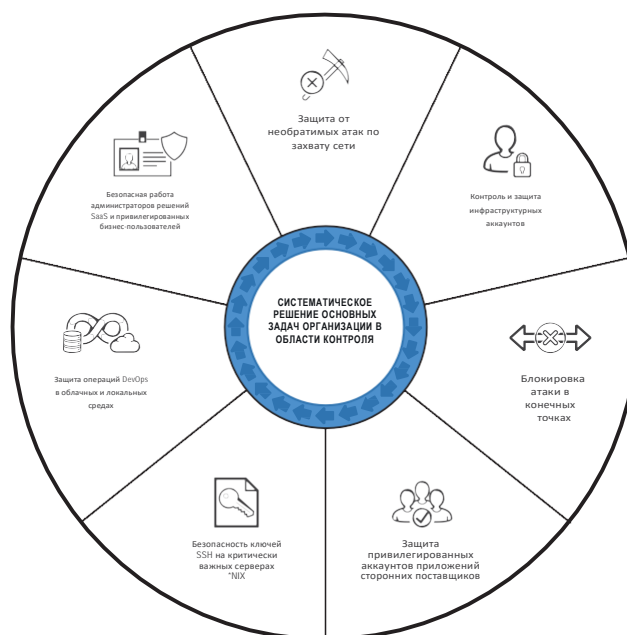 Защита от
необратимых атак по
захвату сети
Контроль и защита
инфраструктурных
аккаунтов
Блокировка
атаки в
конечных
точках
Защита
привилегированных
аккаунтов приложений
сторонних поставщиков
Безопасность ключей
SSH на критически
важных серверах
*NIX
Защита операций DevOps
в облачных и локальных
средах
Безопасная работа
администраторов решений
SaaS и привилегированных
бизнес-пользователей
СИСТЕМАТИЧЕСКОЕ
РЕШЕНИЕ ОСНОВНЫХ
ЗАДАЧ ОРГАНИЗАЦИИ В
ОБЛАСТИ КОНТРОЛЯ